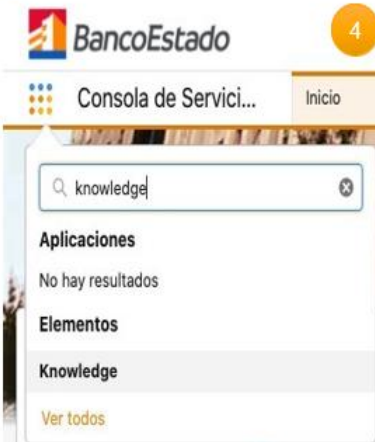 BancoEstado
4
Consola de Servici...
Inicio
knowledge
Aplicaciones
No hay resultados
Elementos
Knowledge
Ver todos